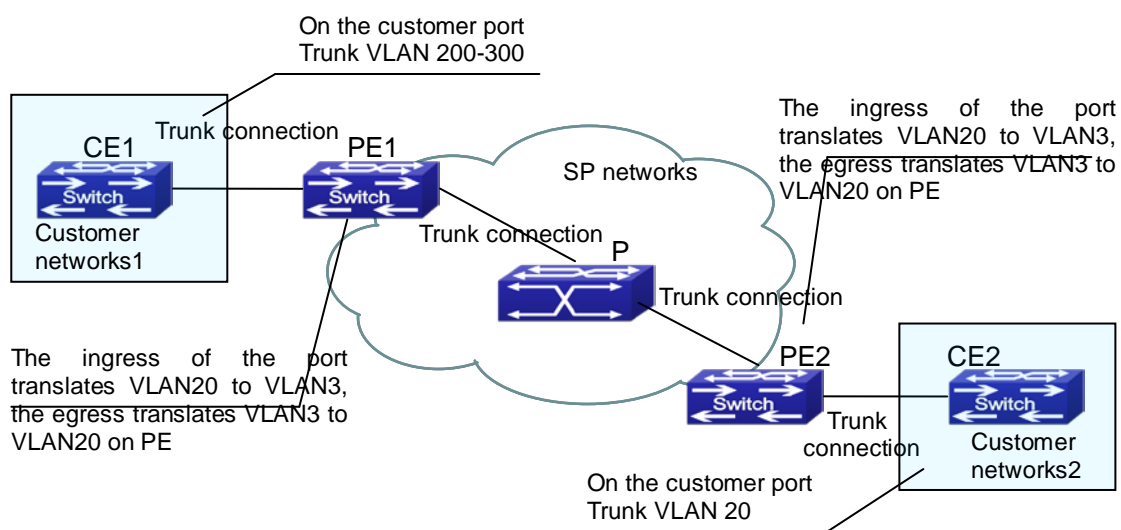 On the customer port
Trunk VLAN 200-300
Trunk connection
CE1
Switch
Customer
networks1
PE1
Switch
SP networks
The ingress of the port
translates VLAN20 to VLAN3,
the egress translates VLAN3 to
VLAN20 on PE
Trunk connection
P
Trunk connection
The ingress of the port
translates VLAN20 to VLAN3,
the egress translates VLAN3 to
VLAN20 on PE
PE2
Switch
Trunk
connection
CE2
Switch
Customer
networks2
On the customer port
Trunk VLAN 20